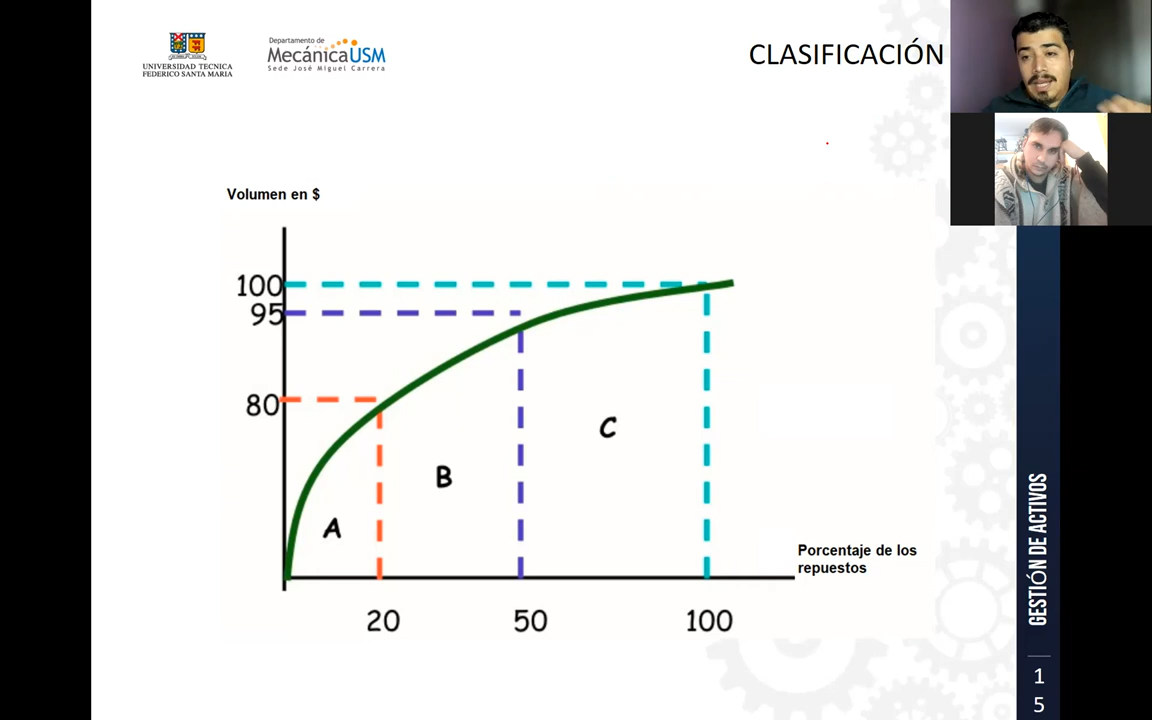 UNIVERSIDAD TECNICA
FEDERICO SANTA MARIA
Departamento de
MecánicaUSM
Sede José Miguel Carrera
CLASIFICACIÓN
Volumen en $
100
95
80
A
B
C
Porcentaje de los
repuestos
20
50
100
GESTIÓN DE ACTIVOS
1
5